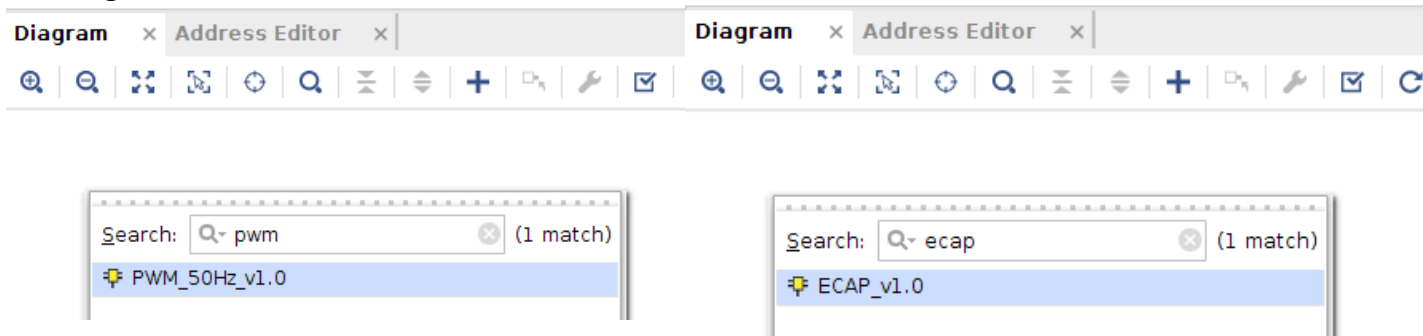 Diagram × Address Editor ×
Search: pwm (1 match)
PWM_50Hz_v1.0
Diagram × Address Editor ×
Search: ecap (1 match)
ECAP_v1.0